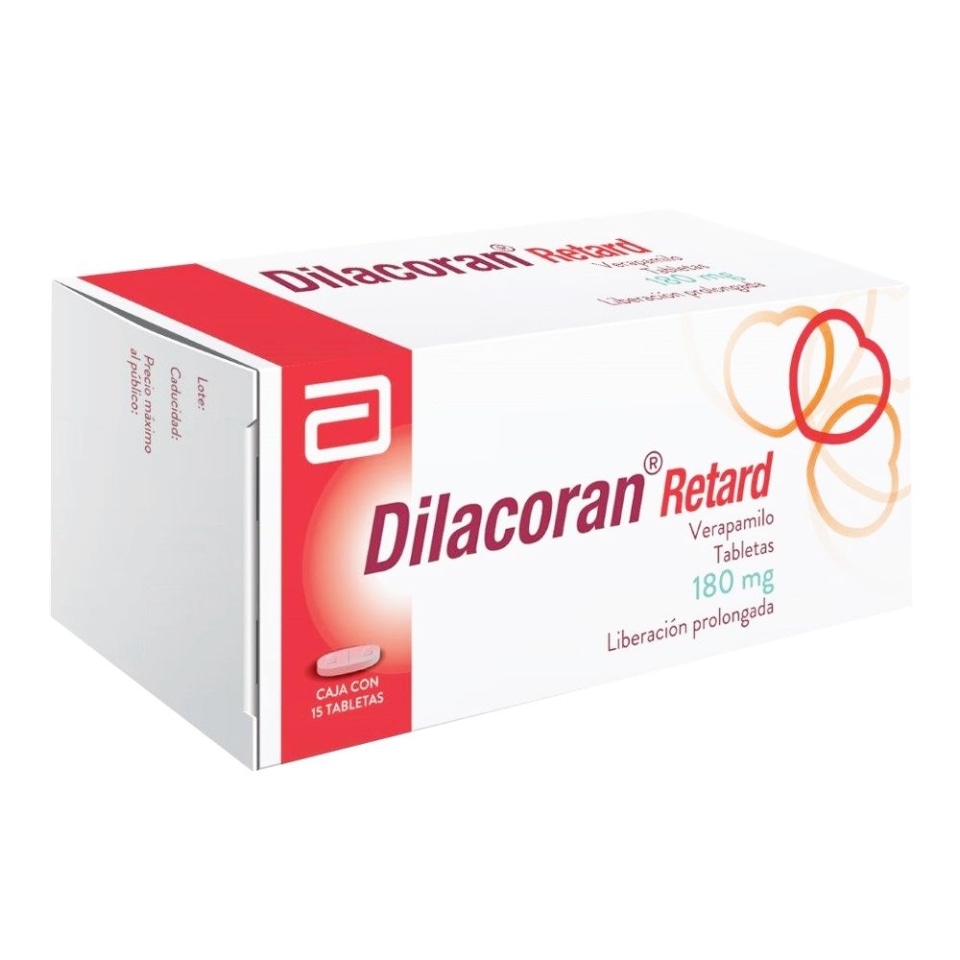 Dilacoran® Retard
Verapamilo
Tabletas
180 mg
Liberación prolongada
Lote:
Caducidad:
Precio máximo
al público:
Dilacoran® Retard
Verapamilo
Tabletas
180 mg
Liberación prolongada
CAJA CON
15 TABLETAS